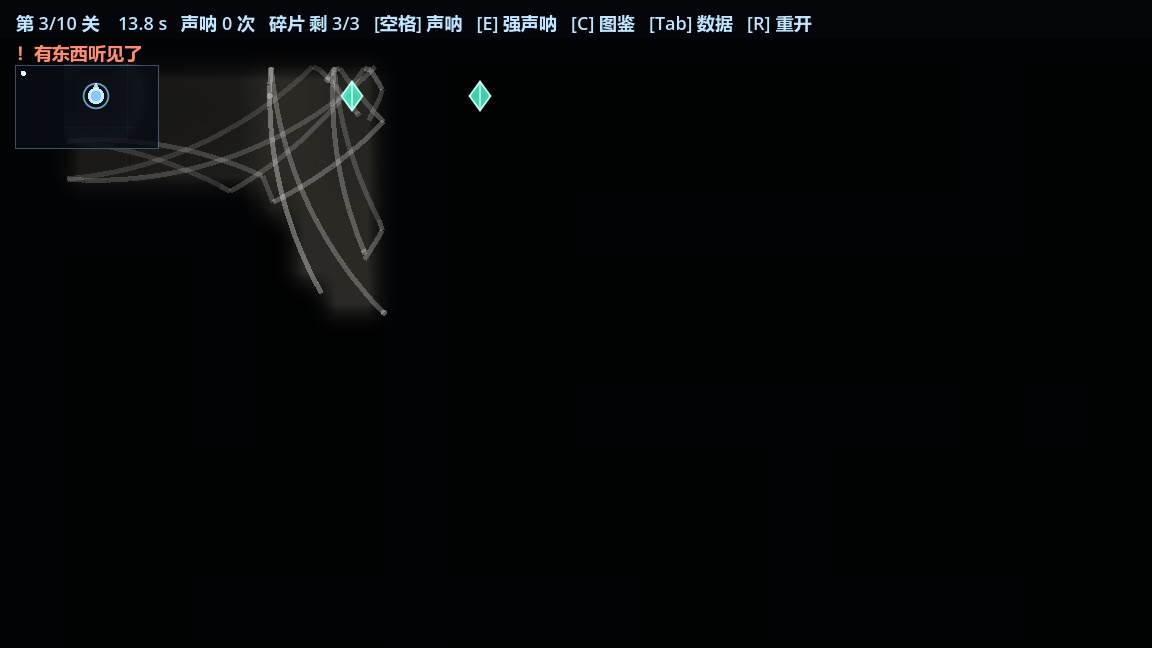 第 3/10 关 13.8 s 声呐 0 次 碎片 剩 3/3 [空格] 声呐 [E] 强声呐 [C] 图鉴 [Tab] 数据 [R] 重开
！有东西听见了